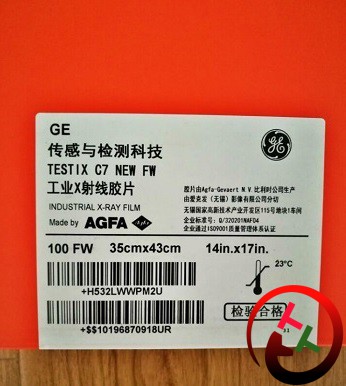 GE
传感与检测科技
TESTIX C7 NEW FW
工业X射线胶片
INDUSTRIAL X-RAY FILM
Made by AGFA
胶片由Agfa-Gevaert N.V.比利时公司生产
由爱克发(无锡)影像有限公司分切
无锡国家高新技术产业开发区115号地块1车间
企业标准号: Q/320201NAFD4
企业通过ISO9001质量管理体系认证
100 FW 35cmx43cm 14in.x17in.
23°C
+H532LWWPM2U
检验合格
+$$10196870918UR